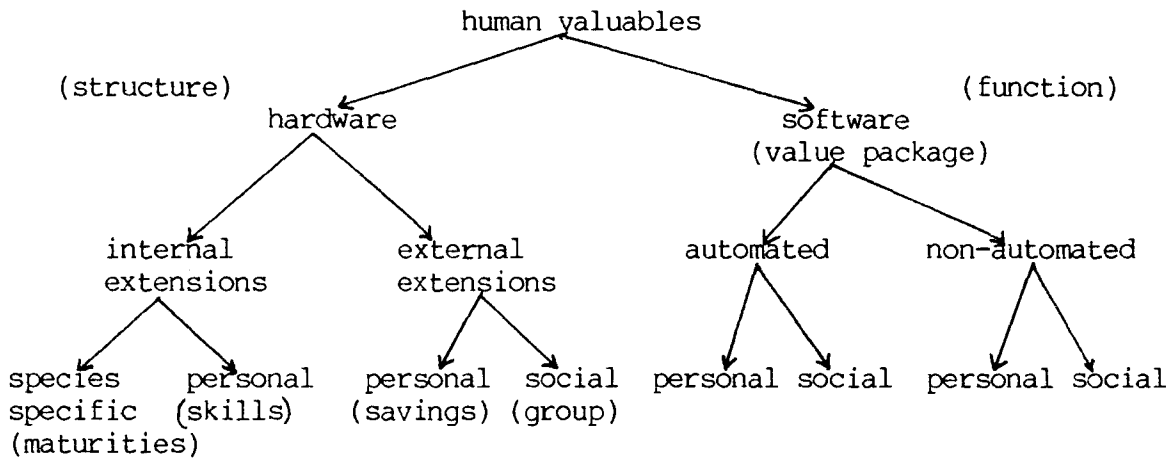 human valuables
(structure) (function)
hardware software
(value package)
internal external automated non-automated
extensions extensions
species personal personal social personal social personal social
specific (skills) (savings) (group)
(maturities)